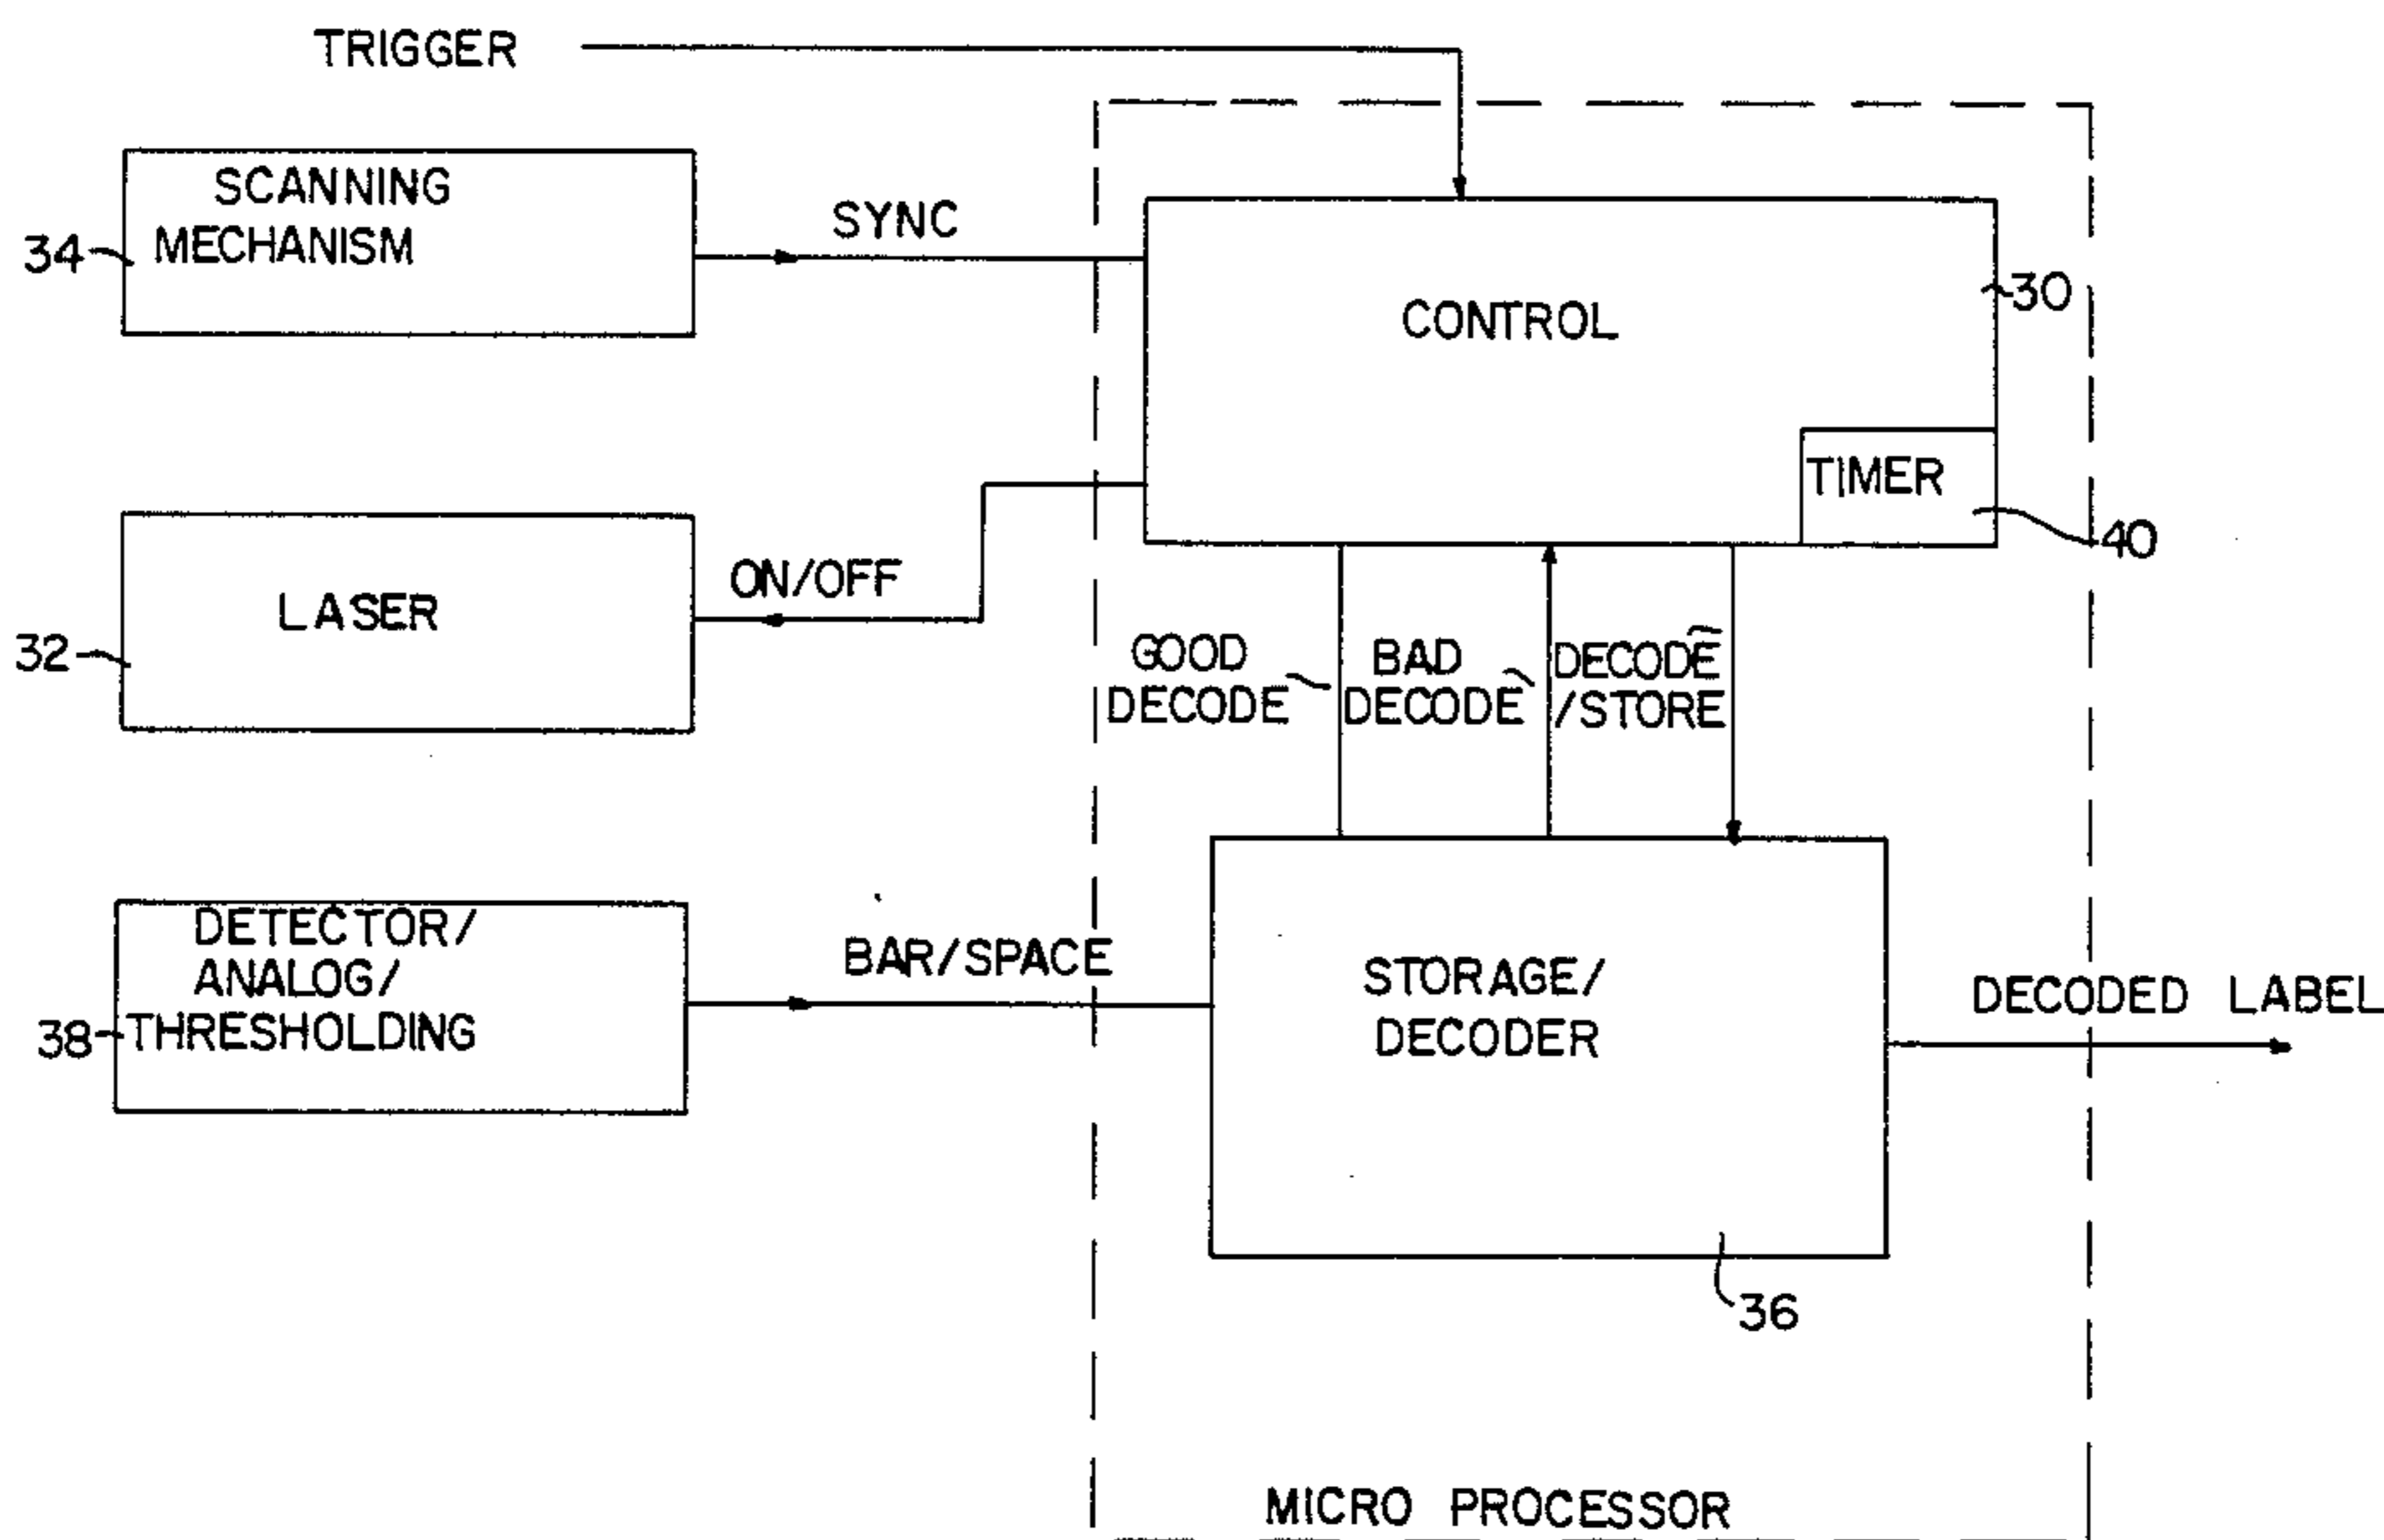 TRIGGER
SCANNING
MECHANISM
34
SYNC
CONTROL
30
TIMER
40
LASER
32
ON/OFF
GOOD
DECODE
BAD
DECODE
DECODE
/STORE
DETECTOR/
ANALOG/
THRESHOLDING
38
BAR/SPACE
STORAGE/
DECODER
DECODED LABEL
36
MICRO PROCESSOR